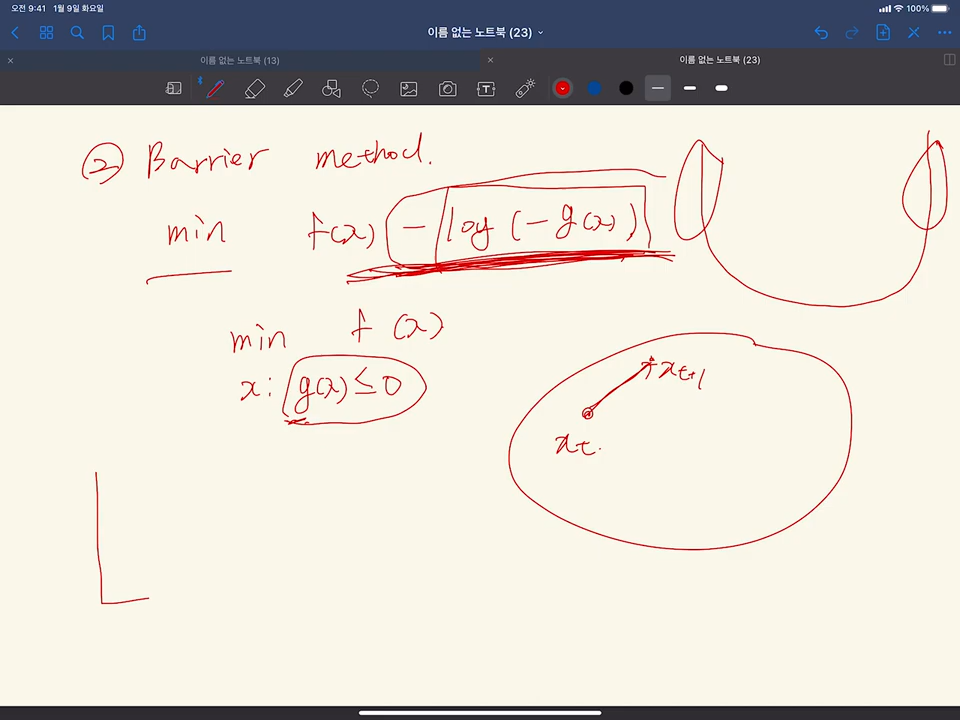 오전 9:41 1월 9일 화요일
100%
이름 없는 노트북 (23)
이름 없는 노트북 (13)
이름 없는 노트북 (23)
② Barrier method.
min f(x) - log (-g(x))
min f(x)
x: g(x) ≤ 0
x_{t+1}
x_t.